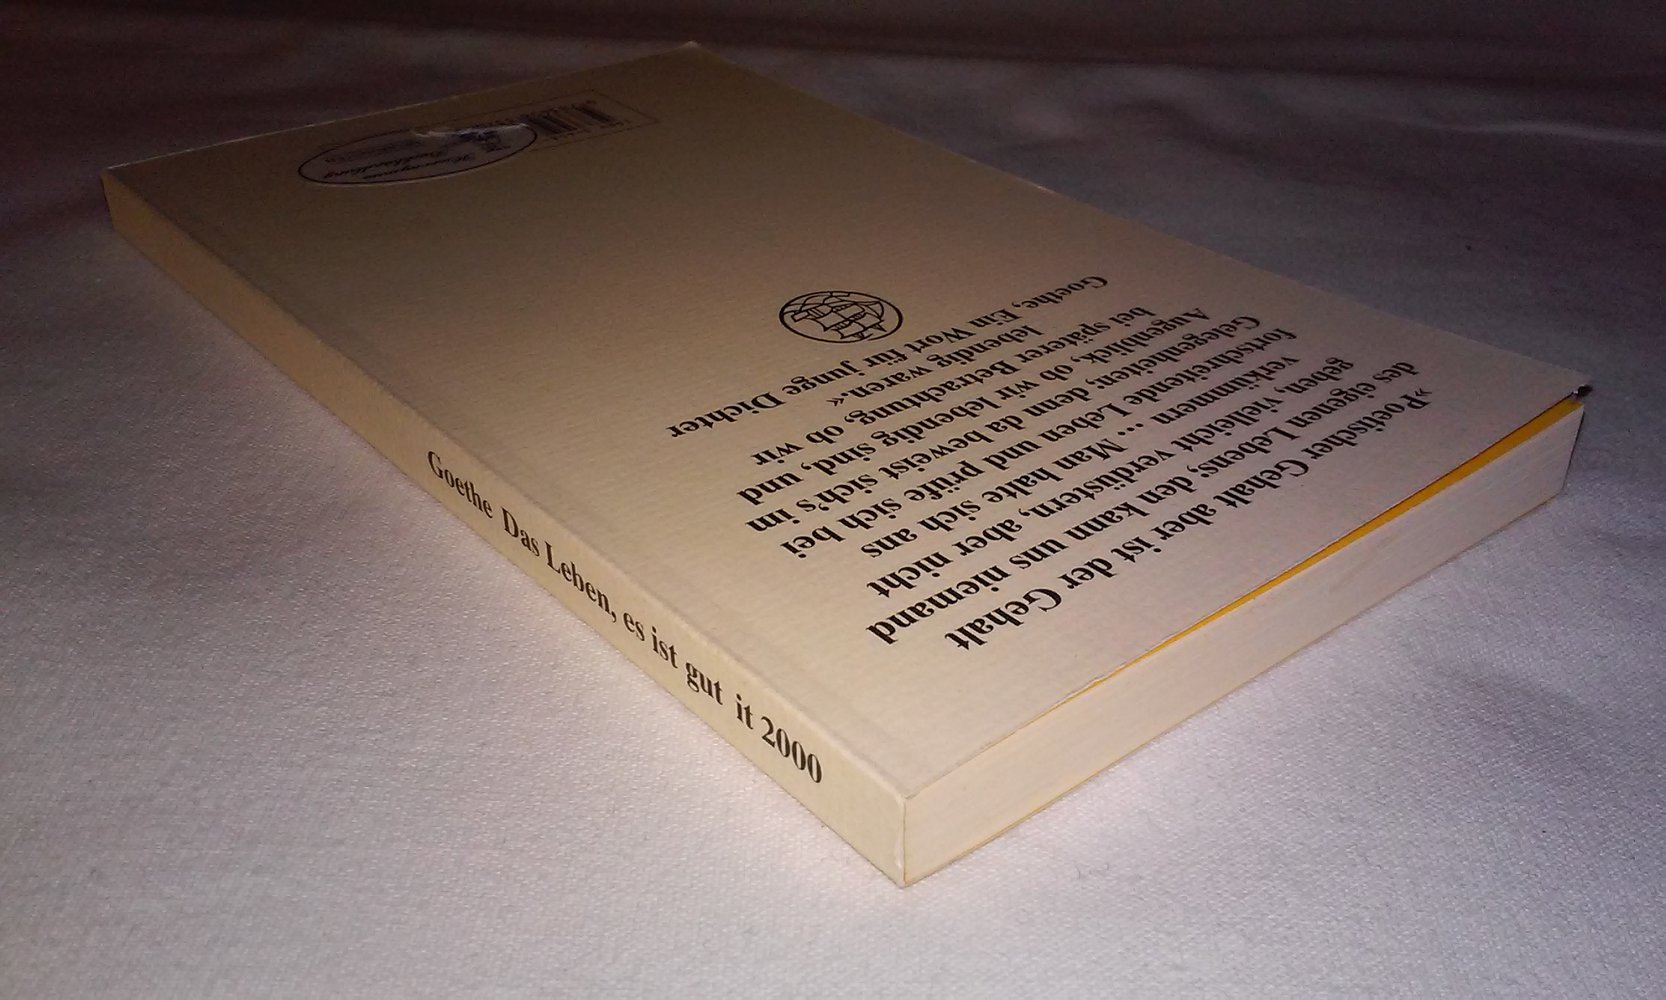 »Poetischer Gehalt aber ist der Gehalt
des eigenen Lebens; den kann uns niemand
geben, vielleicht verdüstern, aber nicht
verkümmern ... Man halte sich ans
fortschreitende Leben und prüfe sich bei
Gelegenheiten; denn da beweist sich's im
Augenblick, ob wir lebendig sind, und
bei späterer Betrachtung, ob wir
lebendig waren.«
Goethe, Ein Wort für junge Dichter
Buchhandlung
Goethe Das Leben, es ist gut it 2000